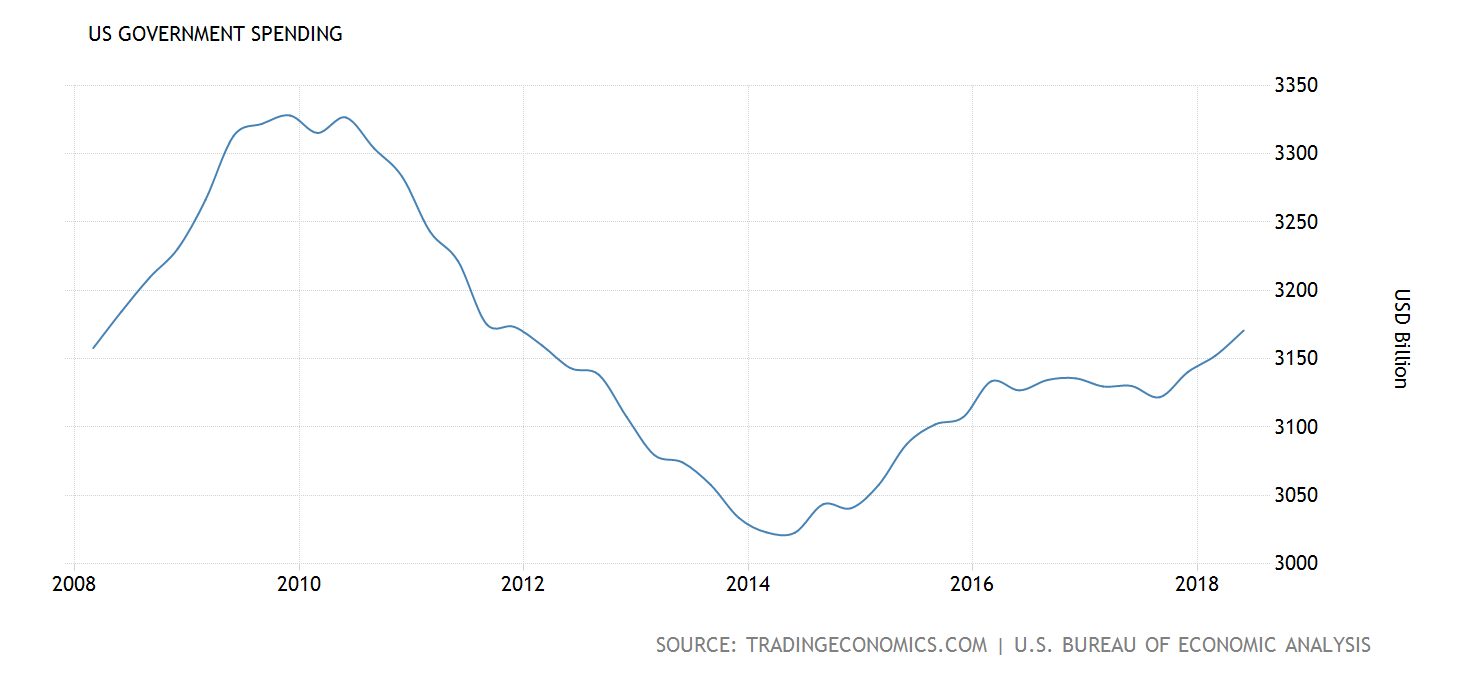 US GOVERNMENT SPENDING
3350
3300
3250
3200
3150
3100
3050
3000
USD Billion
2008 2010 2012 2014 2016 2018
SOURCE: TRADINGECONOMICS.COM | U.S. BUREAU OF ECONOMIC ANALYSIS